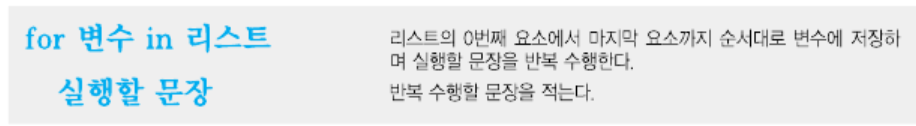 for 변수 in 리스트
리스트의 0번째 요소에서 마지막 요소까지 순서대로 변수에 저장하
며 실행할 문장을 반복 수행한다.
실행할 문장
반복 수행할 문장을 적는다.